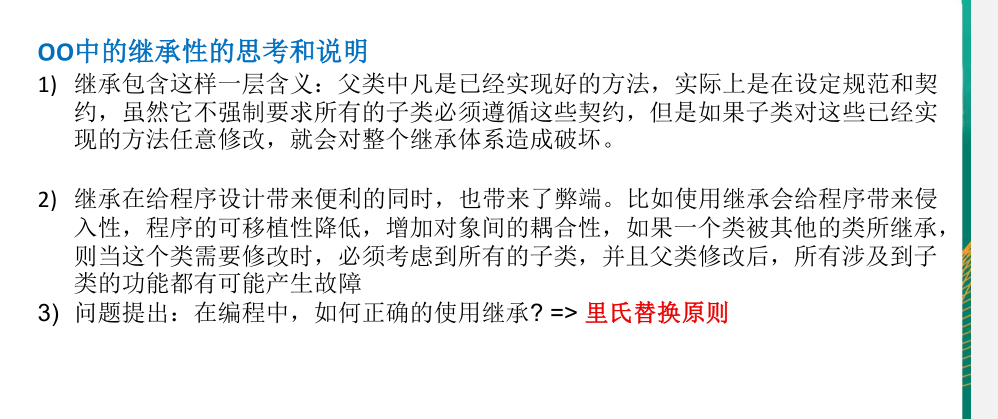 OO中的继承性的思考和说明
1) 继承包含这样一层含义：父类中凡是已经实现好的方法，实际上是在设定规范和契
约，虽然它不强制要求所有的子类必须遵循这些契约，但是如果子类对这些已经实
现的方法任意修改，就会对整个继承体系造成破坏。
2) 继承在给程序设计带来便利的同时，也带来了弊端。比如使用继承会给程序带来侵
入性，程序的可移植性降低，增加对象间的耦合性，如果一个类被其他的类所继承，
则当这个类需要修改时，必须考虑到所有的子类，并且父类修改后，所有涉及到子
类的功能都有可能产生故障
3) 问题提出：在编程中，如何正确的使用继承? => 里氏替换原则